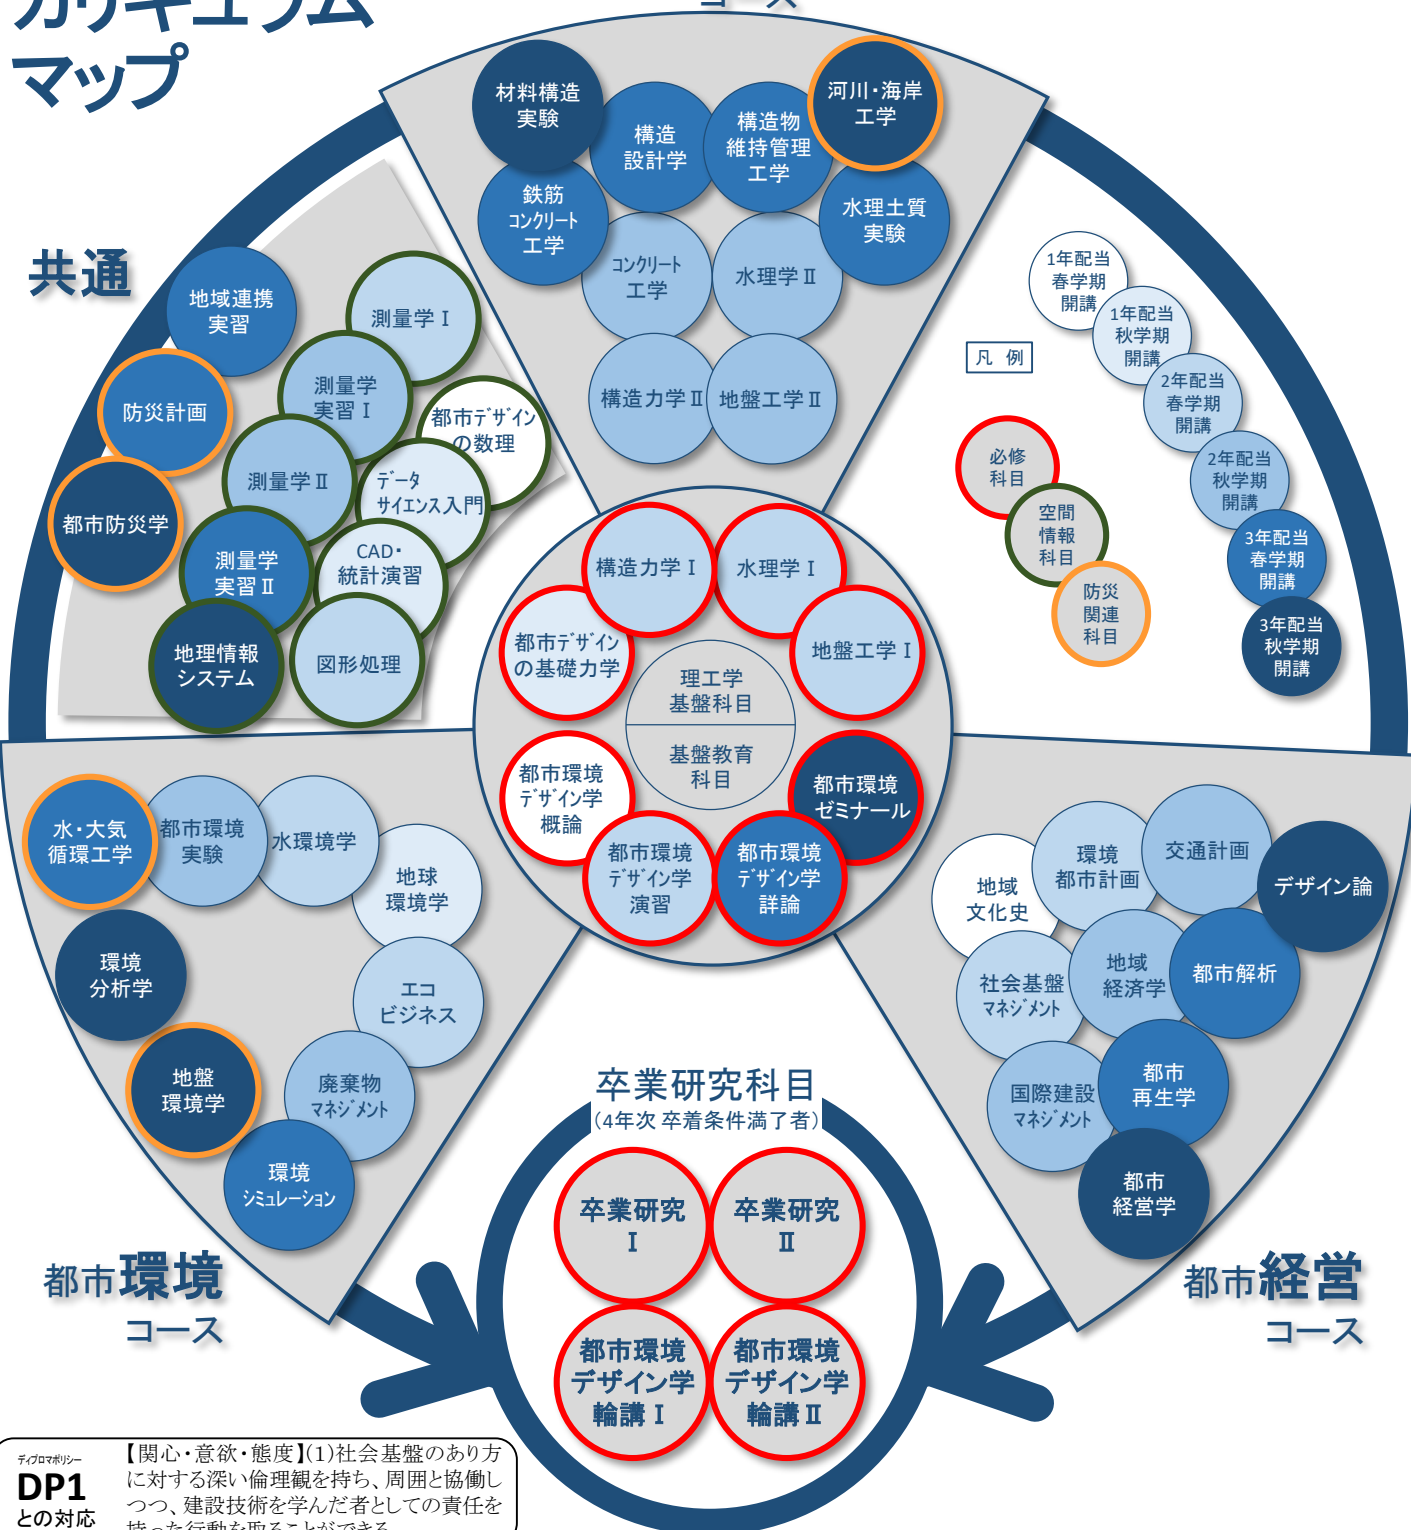 カリキュラム
マップ
コース
材料構造
実験
構造
設計学
構造物
維持管理
工学
河川・海岸
工学
鉄筋
コンクリート
工学
水理土質
実験
コンクリート
工学
水理学Ⅱ
構造力学Ⅱ
地盤工学Ⅱ
共通
地域連携
実習
測量学Ⅰ
防災計画
測量学
実習Ⅰ
都市デザイン
の数理
都市防災学
測量学Ⅱ
データ
サイエンス入門
測量学
実習Ⅱ
CAD・
統計演習
地理情報
システム
図形処理
凡 例
1年配当
春学期
開講
1年配当
秋学期
開講
2年配当
春学期
開講
2年配当
秋学期
開講
3年配当
春学期
開講
3年配当
秋学期
開講
必修
科目
空間
情報
科目
防災
関連
科目
構造力学Ⅰ
水理学Ⅰ
都市デザイン
の基礎力学
地盤工学Ⅰ
理工学
基盤科目
基盤教育
科目
都市環境
デザイン学
概論
都市環境
ゼミナール
都市環境
デザイン学
演習
都市環境
デザイン学
詳論
水・大気
循環工学
都市環境
実験
水環境学
地球
環境学
環境
分析学
エコ
ビジネス
地盤
環境学
廃棄物
マネジメント
環境
シミュレーション
都市環境
コース
地域
文化史
環境
都市計画
交通計画
デザイン論
社会基盤
マネジメント
地域
経済学
都市解析
国際建設
マネジメント
都市
再生学
都市
経営学
都市経営
コース
卒業研究科目
(4年次 卒着条件満了者)
卒業研究
Ⅰ
卒業研究
Ⅱ
都市環境
デザイン学
輪講Ⅰ
都市環境
デザイン学
輪講Ⅱ
ディプロマポリシー
DP1
との対応
【関心・意欲・態度】(1)社会基盤のあり方
に対する深い倫理観を持ち、周囲と協働し
つつ、建設技術を学んだ者としての責任を
持った行動を取ることができる